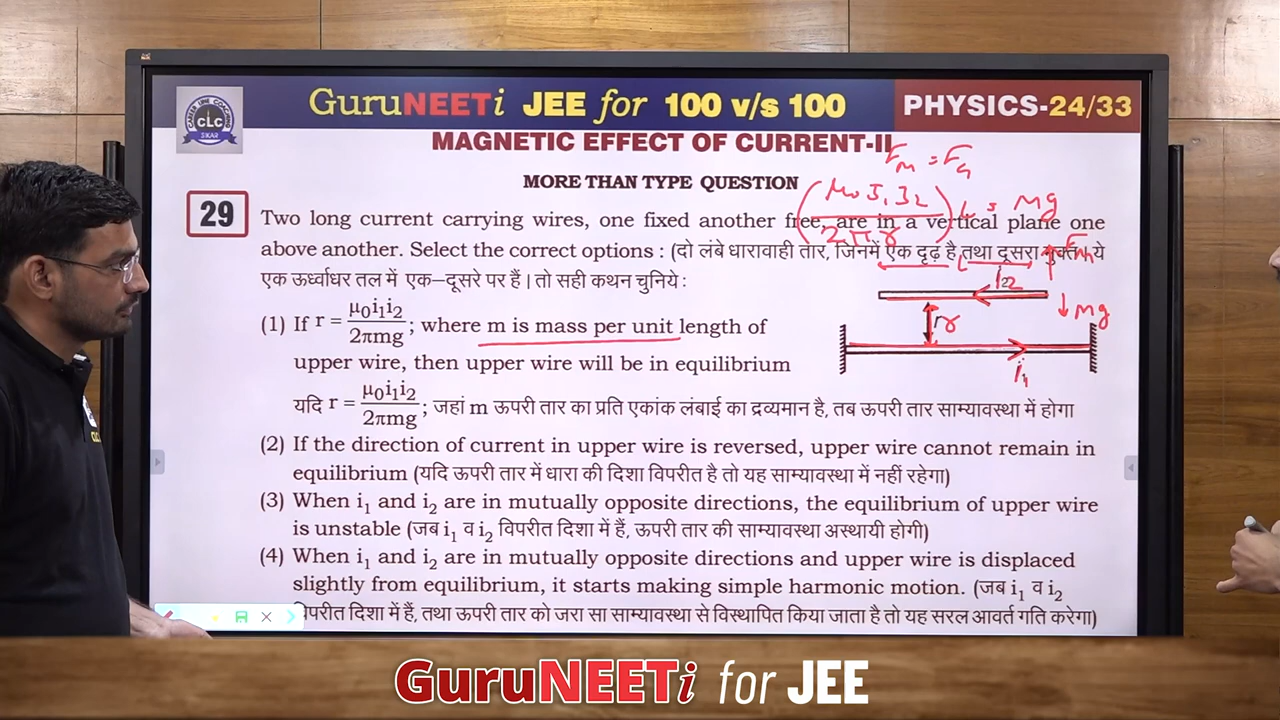 GuruNEETi JEE for 100 v/s 100
PHYSICS-24/33
CAREER LINE COACHING
CLC
SIKAR
MAGNETIC EFFECT OF CURRENT-II
MORE THAN TYPE QUESTION
29
Two long current carrying wires, one fixed another free, are in a vertical plane one
above another. Select the correct options : (दो लंबे धारावाही तार, जिनमें एक दृढ़ है, तथा दूसरा मुक्त ये
एक ऊर्ध्वाधर तल में एक–दूसरे पर हैं। तो सही कथन चुनिये :
(1) If r = μ0i1i2 / 2πmg ; where m is mass per unit length of
upper wire, then upper wire will be in equilibrium
यदि r = μ0i1i2 / 2πmg ; जहां m ऊपरी तार का प्रति एकांक लंबाई का द्रव्यमान है, तब ऊपरी तार साम्यावस्था में होगा
(2) If the direction of current in upper wire is reversed, upper wire cannot remain in
equilibrium (यदि ऊपरी तार में धारा की दिशा विपरीत है तो यह साम्यावस्था में नहीं रहेगा)
(3) When i1 and i2 are in mutually opposite directions, the equilibrium of upper wire
is unstable (जब i1 व i2 विपरीत दिशा में हैं, ऊपरी तार की साम्यावस्था अस्थायी होगी)
(4) When i1 and i2 are in mutually opposite directions and upper wire is displaced
slightly from equilibrium, it starts making simple harmonic motion. (जब i1 व i2
विपरीत दिशा में हैं, तथा ऊपरी तार को जरा सा साम्यावस्था से विस्थापित किया जाता है तो यह सरल आवर्त गति करेगा)
(μ0 I1 I2 / 2πr) L = mg
Fm
i2
mg
r
r
i1
GuruNEETi for JEE